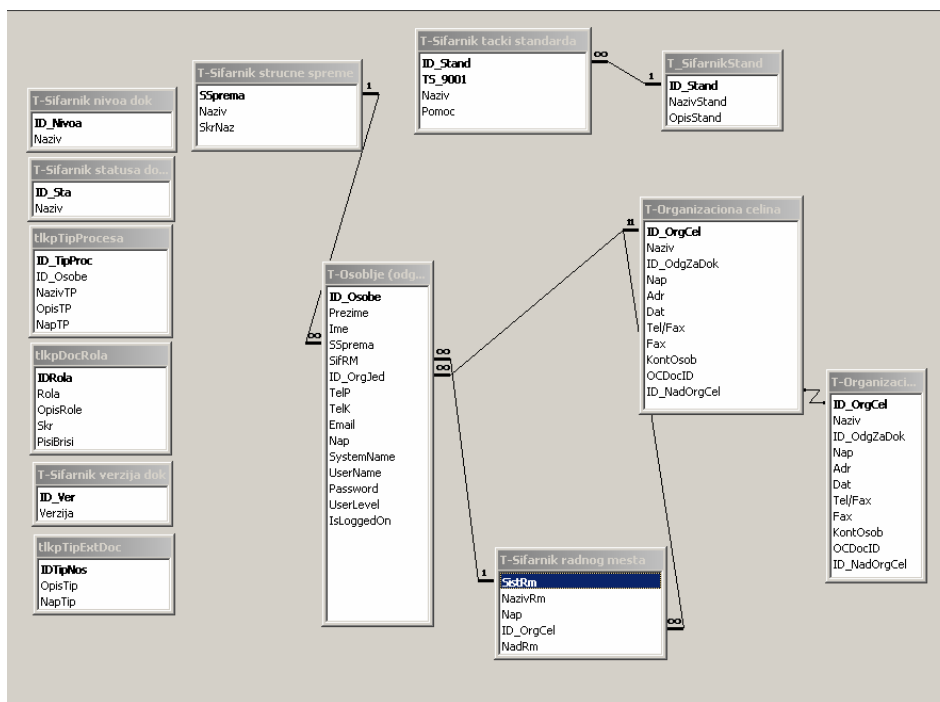 T-Sifarnik nivoa dok
ID_Nivoa
Naziv
T-Sifarnik statusa do...
ID_Sta
Naziv
tlkpTipProcesa
ID_TipProc
ID_Osobe
NazivTP
OpisTP
NapTP
tlkpDocRola
IDRola
Rola
OpisRole
Skr
PisiBrisi
T-Sifarnik verzija dok
ID_Ver
Verzija
tlkpTipExtDoc
IDTipNos
OpisTip
NapTip
T-Sifarnik strucne spreme
SSprema
Naziv
SkrNaz
1
∞
T-Sifarnik tacki standarda
ID_Stand
TS_9001
Naziv
Pomoc
∞
1
T_SifarnikStand
ID_Stand
NazivStand
OpisStand
T-Osoblje (odg...
ID_Osobe
Prezime
Ime
SSprema
SifRM
ID_OrgJed
TelP
TelK
Email
Nap
SystemName
UserName
Password
UserLevel
IsLoggedOn
∞
∞
T-Organizaciona celina
ID_OrgCel
Naziv
ID_OdgZaDok
Nap
Adr
Dat
Tel/Fax
Fax
KontOsob
OCDocID
ID_NadOrgCel
T-Organizaci...
ID_OrgCel
Naziv
ID_OdgZaDok
Nap
Adr
Dat
Tel/Fax
Fax
KontOsob
OCDocID
ID_NadOrgCel
1
T-Sifarnik radnog mesta
SistRm
NazivRm
Nap
ID_OrgCel
NadRm
∞